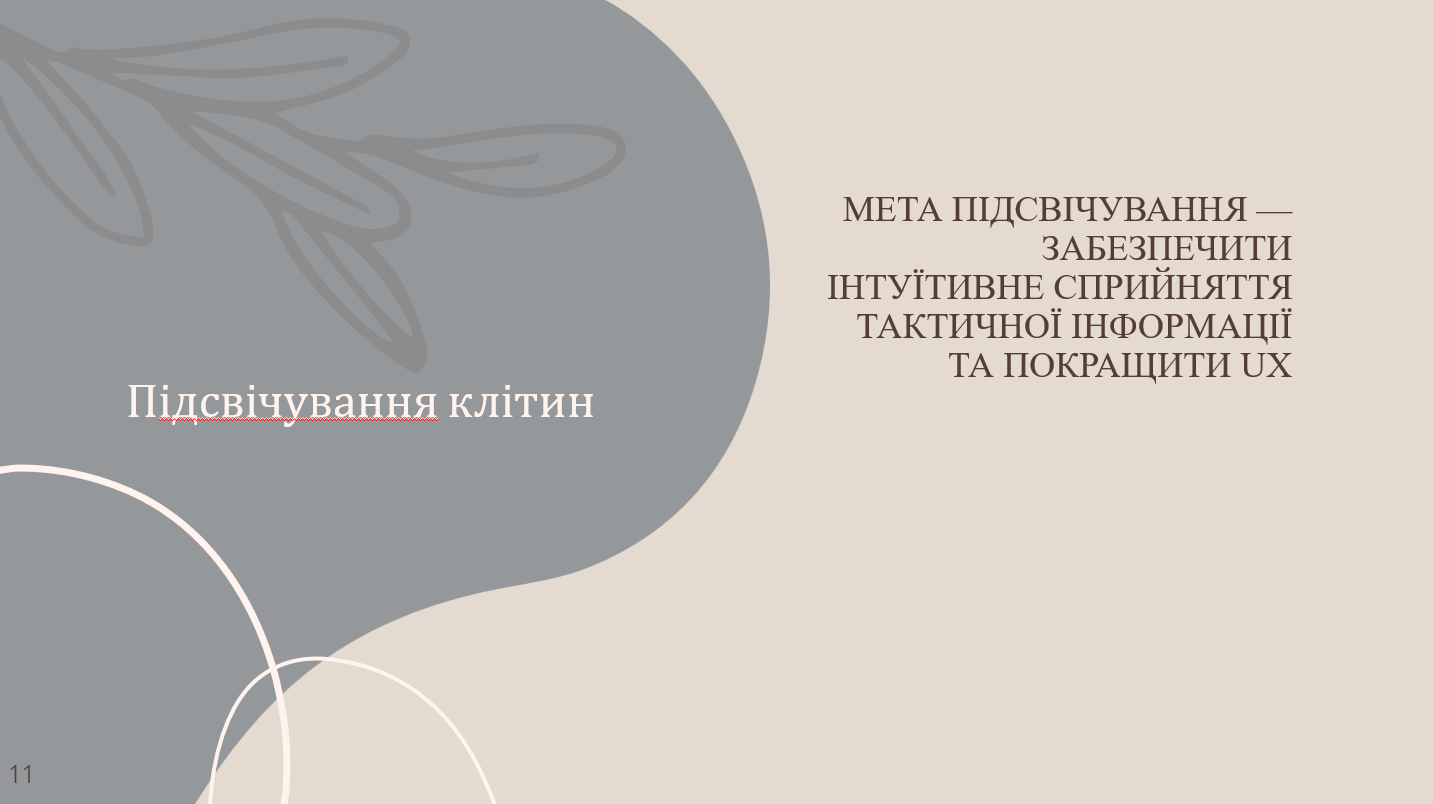 Підсвічування клітин
МЕТА ПІДСВІЧУВАННЯ —
ЗАБЕЗПЕЧИТИ
ІНТУЇТИВНЕ СПРИЙНЯТТЯ
ТАКТИЧНОЇ ІНФОРМАЦІЇ
ТА ПОКРАЩИТИ UX
11